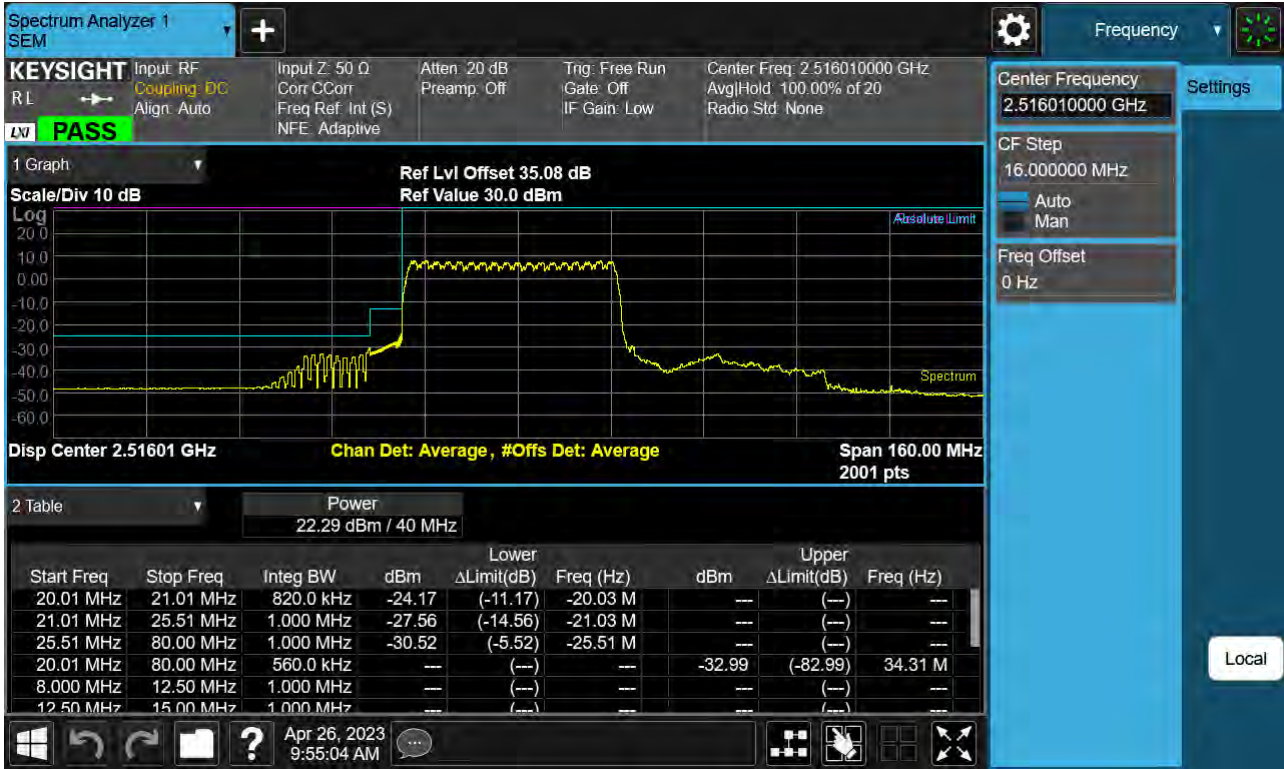 Spectrum Analyzer 1
SEM
Frequency
KEYSIGHT
Input: RF
Coupling: DC
Align: Auto
Input Z: 50 Ω
Corr CCorr
Freq Ref: Int (S)
NFE: Adaptive
Atten: 20 dB
Preamp: Off
Trig: Free Run
Gate: Off
IF Gain: Low
Center Freq: 2.516010000 GHz
Avg|Hold: 100.00% of 20
Radio Std: None
R L
LXI PASS
Center Frequency
2.516010000 GHz
Settings
CF Step
16.000000 MHz
Auto
Man
Freq Offset
0 Hz
Local
1 Graph
Scale/Div 10 dB
Ref Lvl Offset 35.08 dB
Ref Value 30.0 dBm
Log
Absolute Limit
20.0
10.0
0.00
-10.0
-20.0
-30.0
-40.0
-50.0
-60.0
Spectrum
Disp Center 2.51601 GHz
Chan Det: Average, #Offs Det: Average
Span 160.00 MHz
2001 pts
2 Table
Power
22.29 dBm / 40 MHz
Lower Upper
Start Freq Stop Freq Integ BW dBm ΔLimit(dB) Freq (Hz) dBm ΔLimit(dB) Freq (Hz)
20.01 MHz 21.01 MHz 820.0 kHz -24.17 (-11.17) -20.03 M --- (---) ---
21.01 MHz 25.51 MHz 1.000 MHz -27.56 (-14.56) -21.03 M --- (---) ---
25.51 MHz 80.00 MHz 1.000 MHz -30.52 (-5.52) -25.51 M --- (---) ---
20.01 MHz 80.00 MHz 560.0 kHz --- (---) --- -32.99 (-82.99) 34.31 M
8.000 MHz 12.50 MHz 1.000 MHz --- (---) --- --- (---) ---
12.50 MHz 15.00 MHz 1.000 MHz --- (---) --- --- (---) ---
Apr 26, 2023
9:55:04 AM